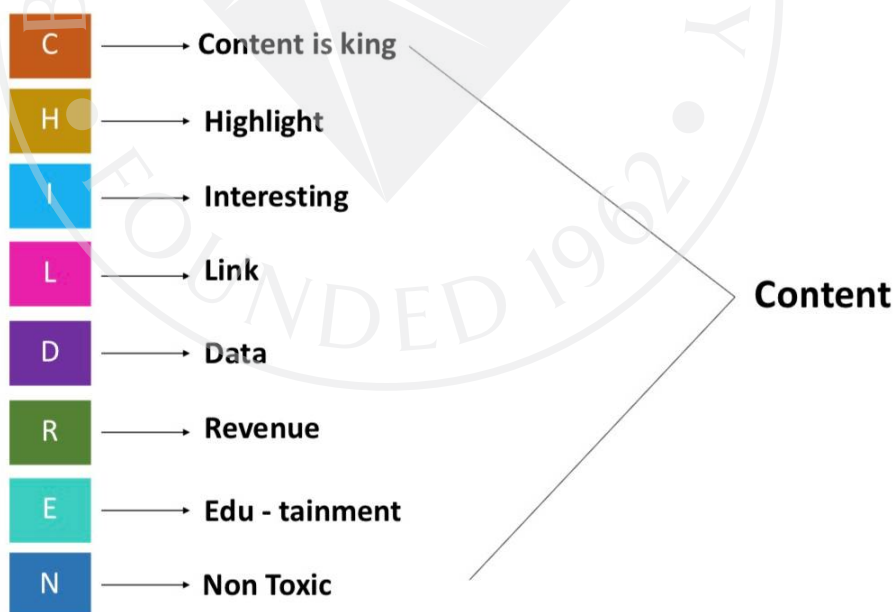 C Content is king
H Highlight
I Interesting
L Link
D Data
R Revenue
E Edu - tainment
N Non Toxic
Content
FOUNDED 1962